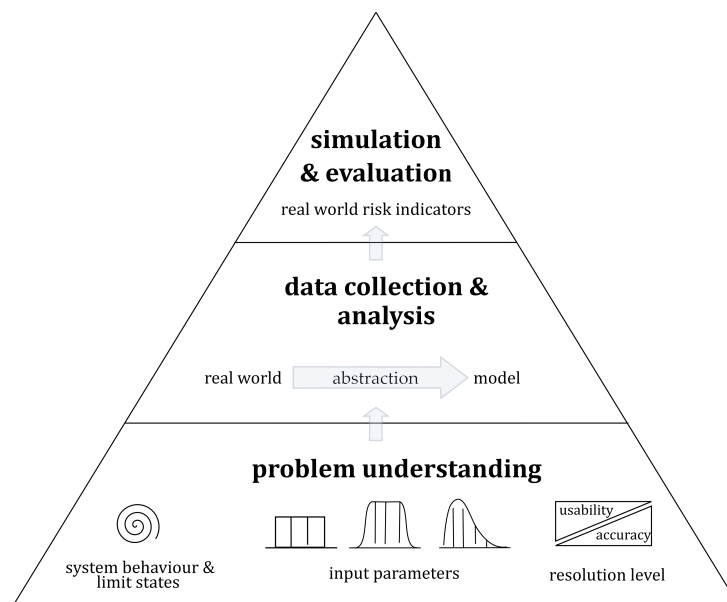 simulation
& evaluation
real world risk indicators
data collection &
analysis
real world abstraction model
problem understanding
usability
accuracy
system behaviour &
limit states
input parameters
resolution level